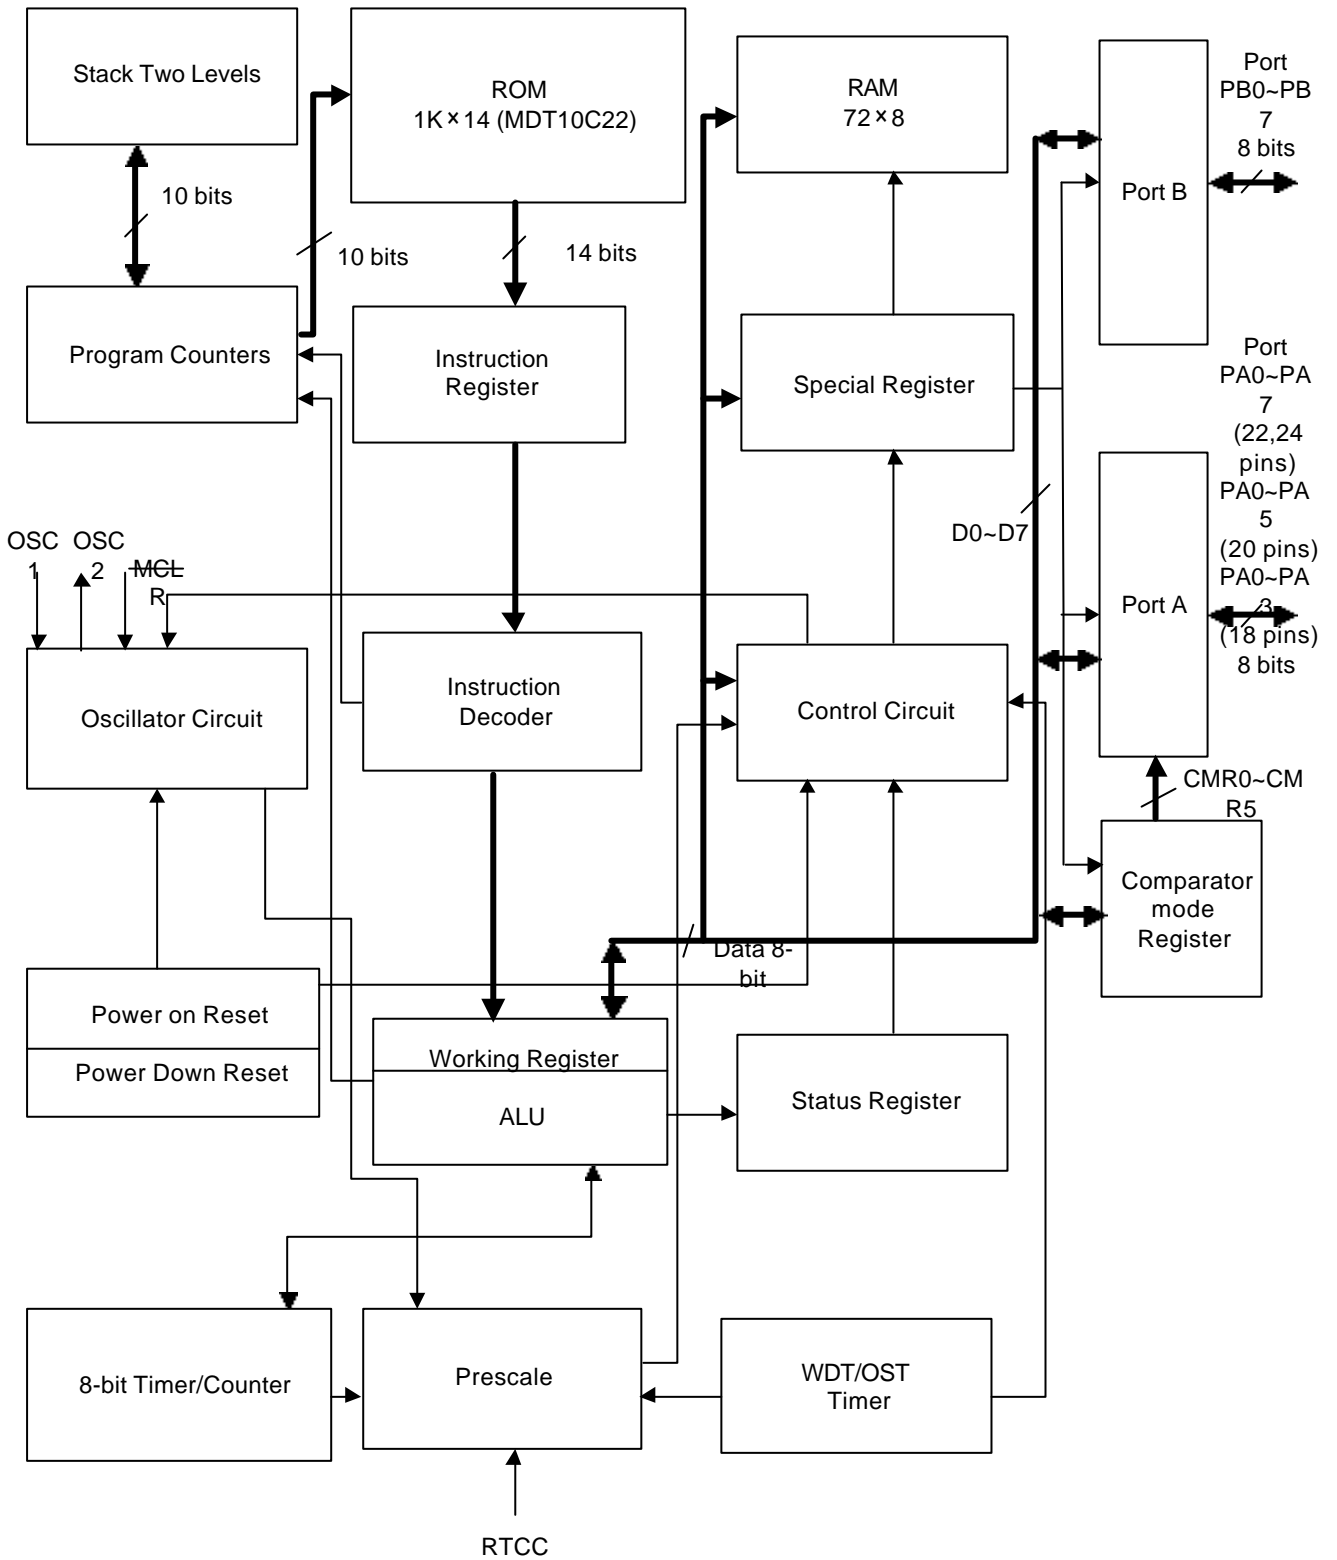 Stack Two Levels
ROM
1K×14 (MDT10C22)
RAM
72×8
Port
PB0~PB
7
8 bits
Port B
10 bits
10 bits
14 bits
Program Counters
Instruction
Register
Special Register
Port
PA0~PA
7
(22,24
pins)
PA0~PA
5
(20 pins)
PA0~PA
3
(18 pins)
8 bits
D0~D7
OSC
1
OSC
2
MCL
R
Port A
Oscillator Circuit
Instruction
Decoder
Control Circuit
CMR0~CM
R5
Comparator
mode
Register
Data 8-
bit
Power on Reset
Power Down Reset
Working Register
ALU
Status Register
8-bit Timer/Counter
Prescale
WDT/OST
Timer
RTCC